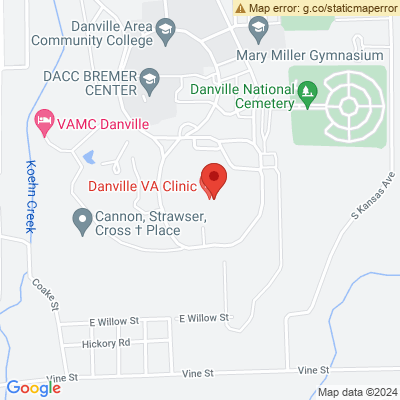 Map error: g.co/staticmaperror
Danville Area
Community College
Mary Miller Gymnasium
DACC BREMER
CENTER
Danville National
Cemetery
VAMC Danville
Koehn Creek
Danville VA Clinic
S Kansas Ave
Cannon, Strawser,
Cross † Place
Coake St
E Willow St
E Willow St
Hickory Rd
Vine St
Vine St
Vine St
Google
Map data ©2024